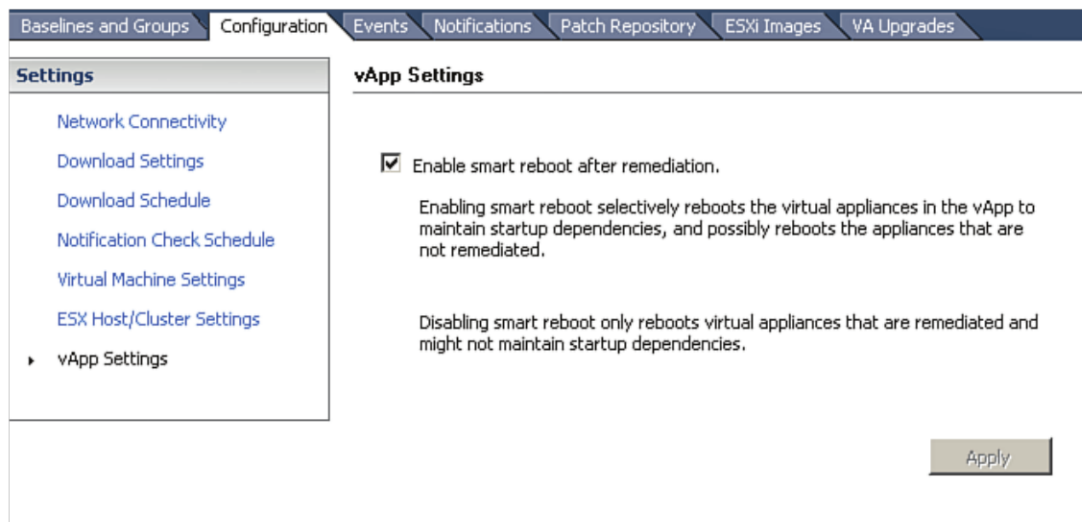 Baselines and Groups Configuration Events Notifications Patch Repository ESXi Images VA Upgrades
Settings
Network Connectivity
Download Settings
Download Schedule
Notification Check Schedule
Virtual Machine Settings
ESX Host/Cluster Settings
vApp Settings
vApp Settings
Enable smart reboot after remediation.
Enabling smart reboot selectively reboots the virtual appliances in the vApp to
maintain startup dependencies, and possibly reboots the appliances that are
not remediated.
Disabling smart reboot only reboots virtual appliances that are remediated and
might not maintain startup dependencies.
Apply